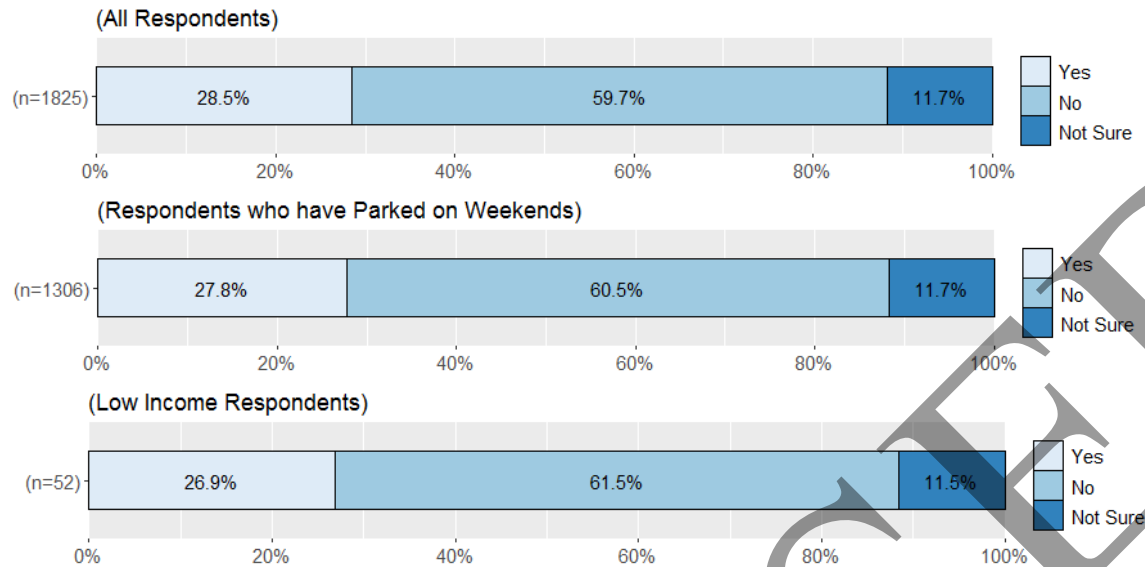 (All Respondents)
(n=1825)
28.5% 59.7% 11.7%
Yes
No
Not Sure
0% 20% 40% 60% 80% 100%
(Respondents who have Parked on Weekends)
(n=1306)
27.8% 60.5% 11.7%
Yes
No
Not Sure
0% 20% 40% 60% 80% 100%
(Low Income Respondents)
(n=52)
26.9% 61.5% 11.5%
Yes
No
Not Sure
0% 20% 40% 60% 80% 100%